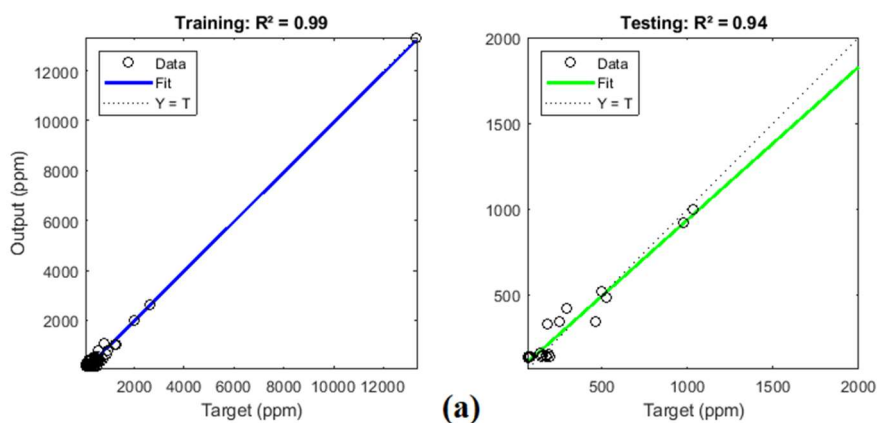 Training: R² = 0.99
Data
Fit
Y = T
12000
10000
8000
6000
4000
2000
Output (ppm)
2000 4000 6000 8000 10000 12000
Target (ppm)
(a)
Testing: R² = 0.94
Data
Fit
Y = T
2000
1500
1000
500
500 1000 1500 2000
Target (ppm)